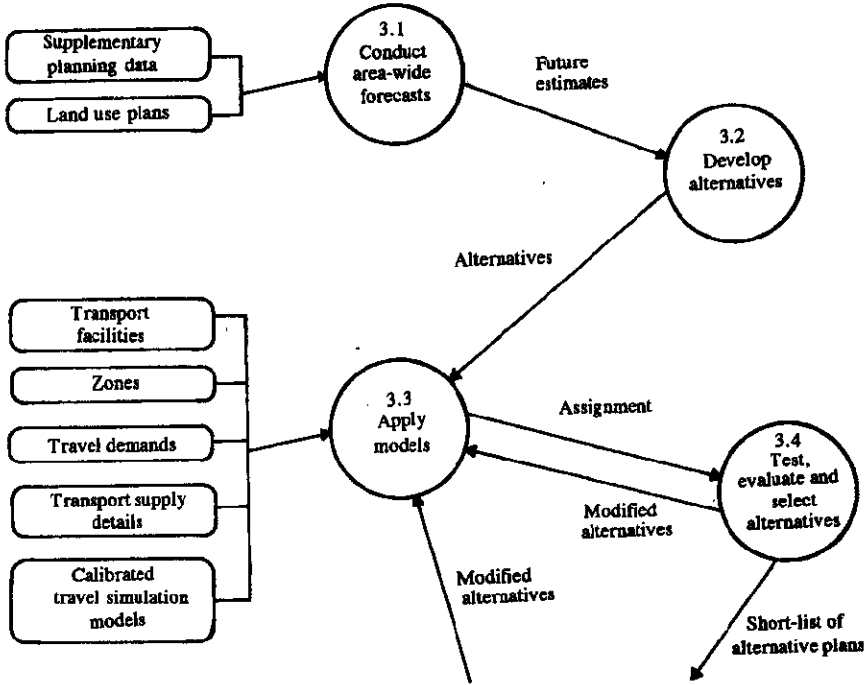 Supplementary
planning data
Land use plans
3.1
Conduct
area-wide
forecasts
Future
estimates
3.2
Develop
alternatives
Alternatives
Transport
facilities
Zones
Travel demands
Transport supply
details
Calibrated
travel simulation
models
3.3
Apply
models
Assignment
3.4
Test,
evaluate and
select
alternatives
Modified
alternatives
Modified
alternatives
Short-list of
alternative plans